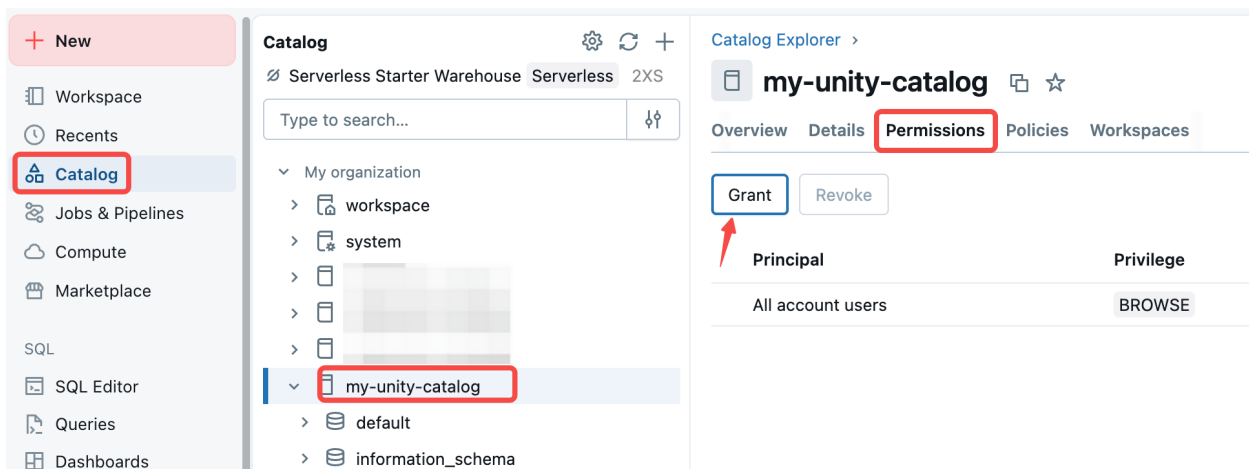 New
Workspace
Recents
Catalog
Jobs & Pipelines
Compute
Marketplace
SQL
SQL Editor
Queries
Dashboards
Catalog
Serverless Starter Warehouse Serverless 2XS
Type to search...
My organization
workspace
system
my-unity-catalog
default
information_schema
Catalog Explorer ›
my-unity-catalog
Overview Details Permissions Policies Workspaces
Grant Revoke
Principal Privilege
All account users BROWSE